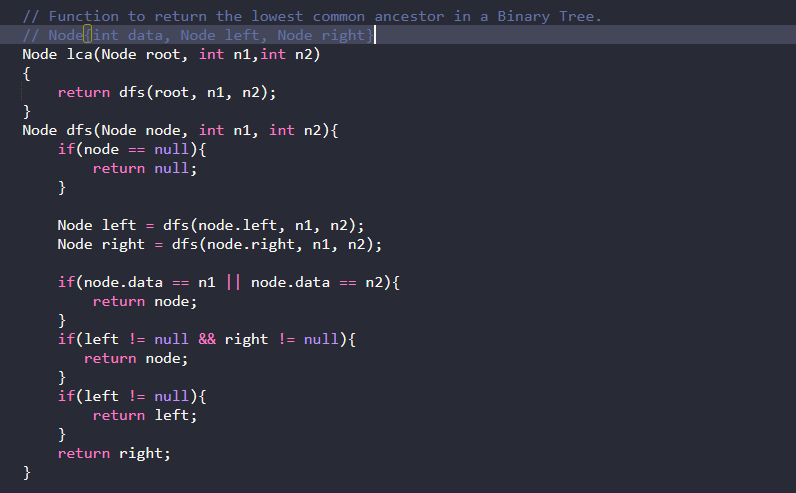 // Function to return the lowest common ancestor in a Binary Tree.
// Node{int data, Node left, Node right}
Node lca(Node root, int n1,int n2)
{
    return dfs(root, n1, n2);
}
Node dfs(Node node, int n1, int n2){
    if(node == null){
        return null;
    }
    Node left = dfs(node.left, n1, n2);
    Node right = dfs(node.right, n1, n2);
    if(node.data == n1 || node.data == n2){
        return node;
    }
    if(left != null && right != null){
       return node;
    }
    if(left != null){
        return left;
    }
    return right;
}